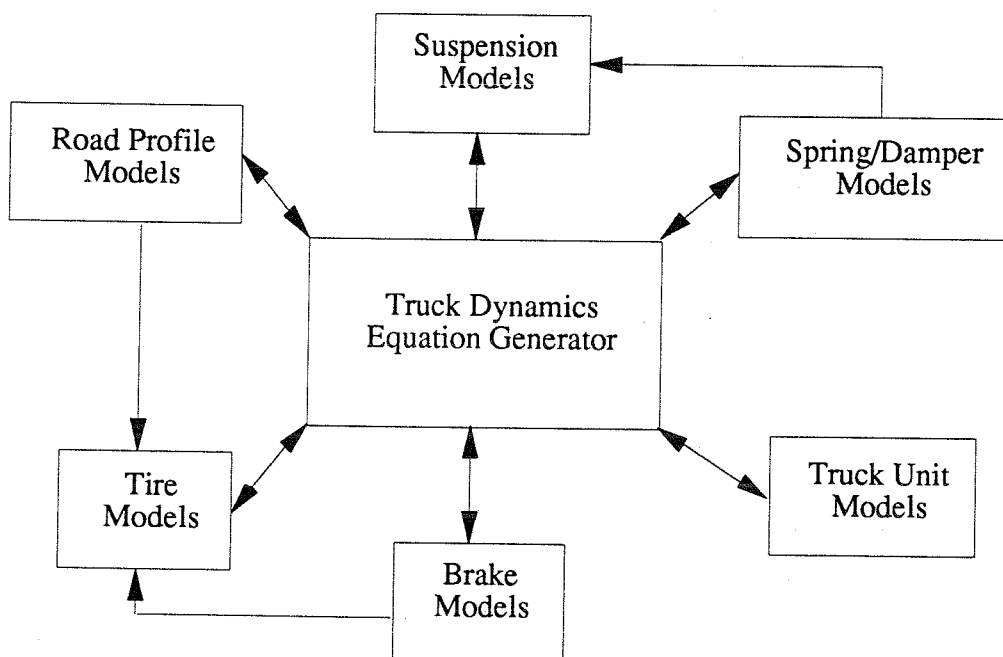 Suspension
Models
Road Profile
Models
Spring/Damper
Models
Truck Dynamics
Equation Generator
Tire
Models
Truck Unit
Models
Brake
Models